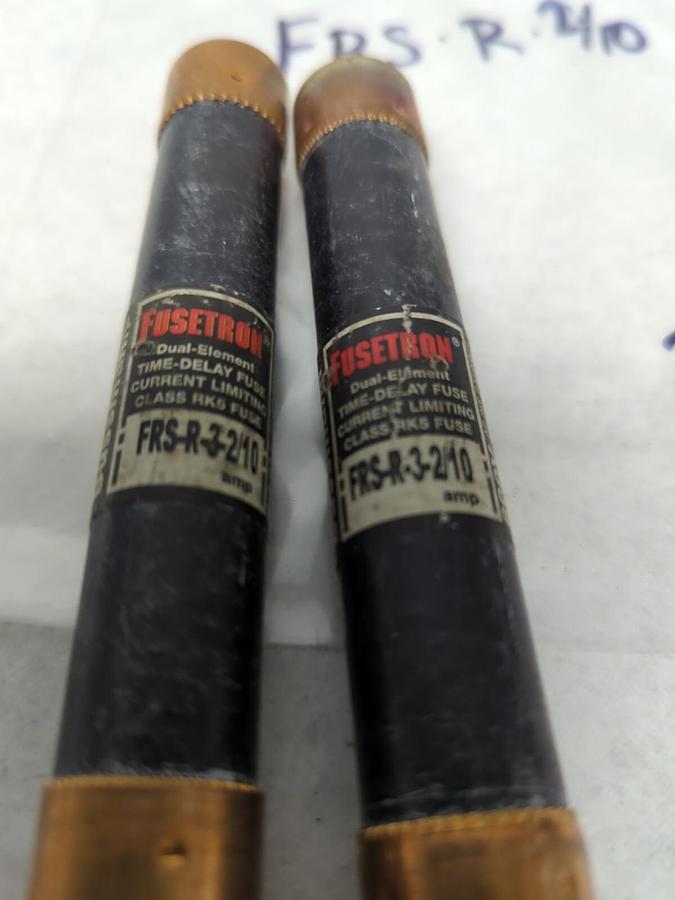 FRS-R-2/10
FUSETRON®
Dual-Element
TIME-DELAY FUSE
CURRENT LIMITING
CLASS RK5 FUSE
FRS-R-3-2/10
amp
FUSETRON®
Dual-Element
TIME-DELAY FUSE
CURRENT LIMITING
CLASS RK5 FUSE
FRS-R-3-2/10
amp